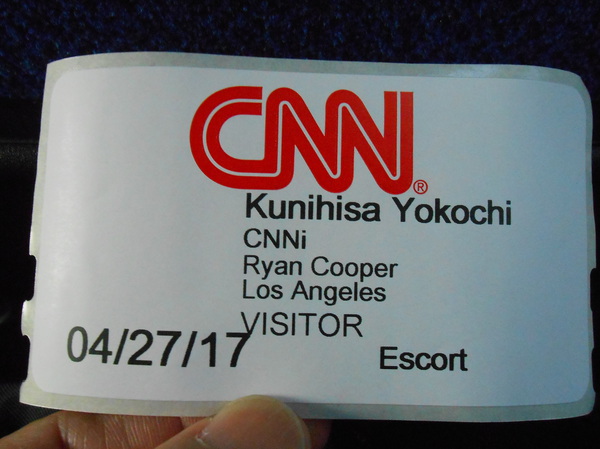 CNN®
Kunihisa Yokochi
CNNi
Ryan Cooper
Los Angeles
VISITOR
04/27/17
Escort